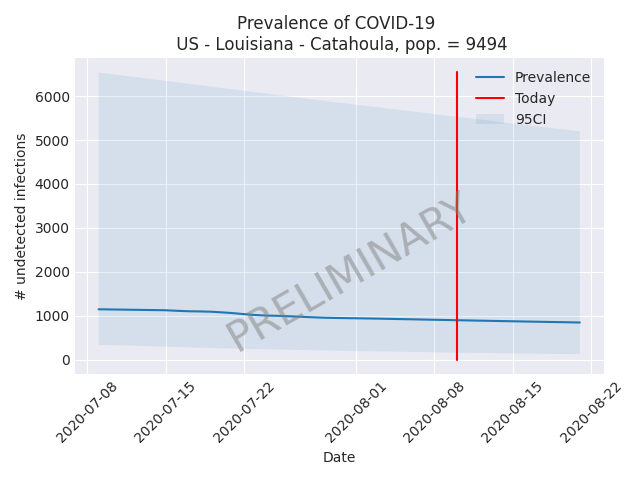 Prevalence of COVID-19
US - Louisiana - Catahoula, pop. = 9494
Prevalence
Today
95CI
6000
5000
4000
3000
2000
1000
0
# undetected infections
PRELIMINARY
2020-07-08
2020-07-15
2020-07-22
2020-08-01
2020-08-08
2020-08-15
2020-08-22
Date